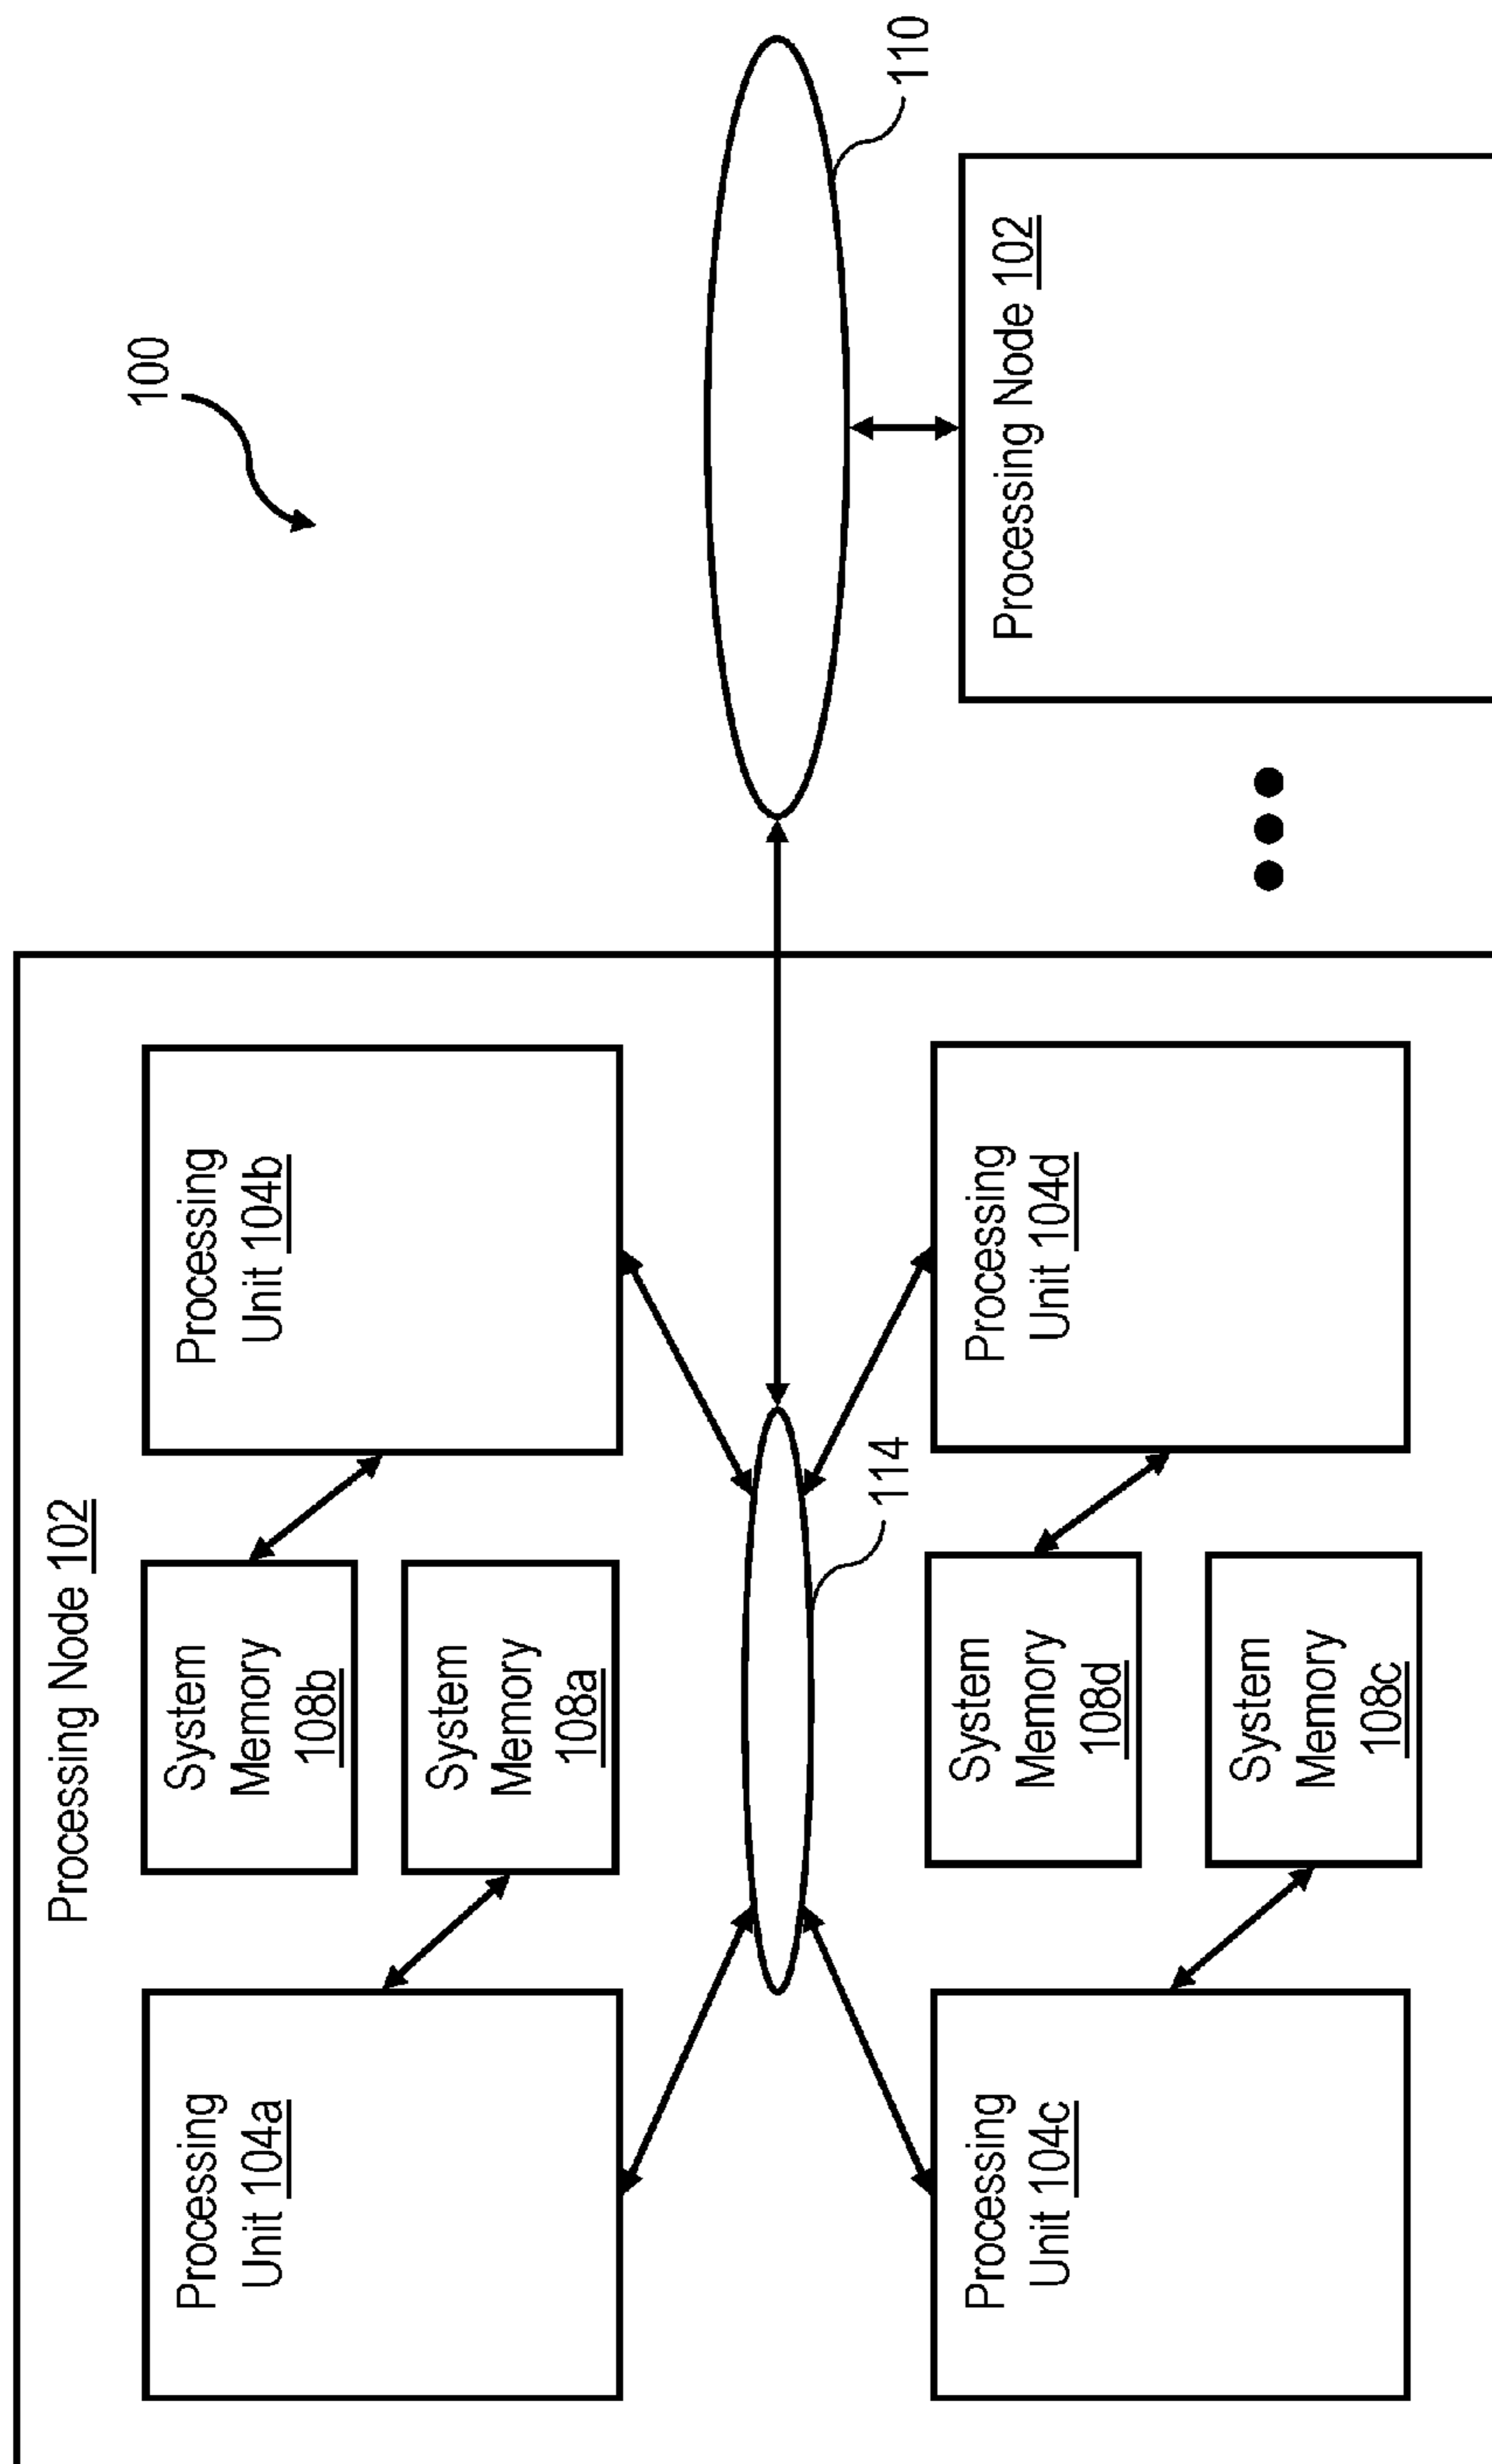 100
Processing Node 102
Processing
Unit 104a
System
Memory
108b
System
Memory
108a
Processing
Unit 104b
110
114
Processing Node 102
Processing
Unit 104c
System
Memory
108d
System
Memory
108c
Processing
Unit 104d